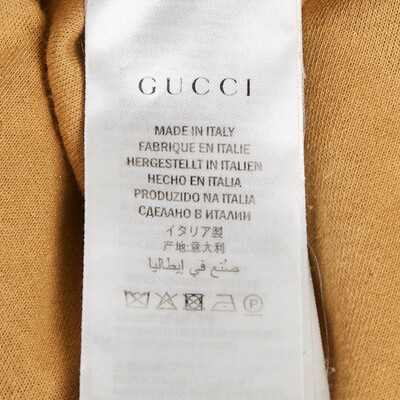 GUCCI
MADE IN ITALY
FABRIQUE EN ITALIE
HERGESTELLT IN ITALIEN
HECHO EN ITALIA
PRODUZIDO NA ITALIA
СДЕЛАНО В ИТАЛИИ
イタリア製
产地:意大利
صُنع في إيطاليا
P